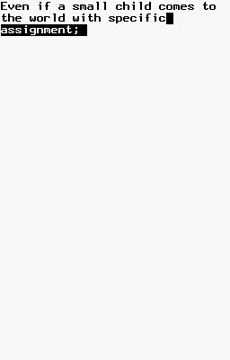 Even if a small child comes to
the world with specific
assignment;